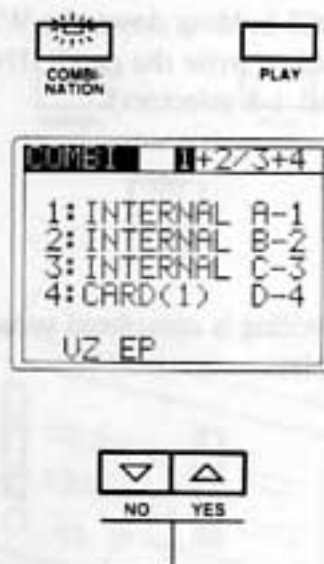 COMBI-
NATION
PLAY
COMBI 1+2/3+4
1:INTERNAL A-1
2:INTERNAL B-2
3:INTERNAL C-3
4:CARD(1) D-4
VZ EP
NO YES